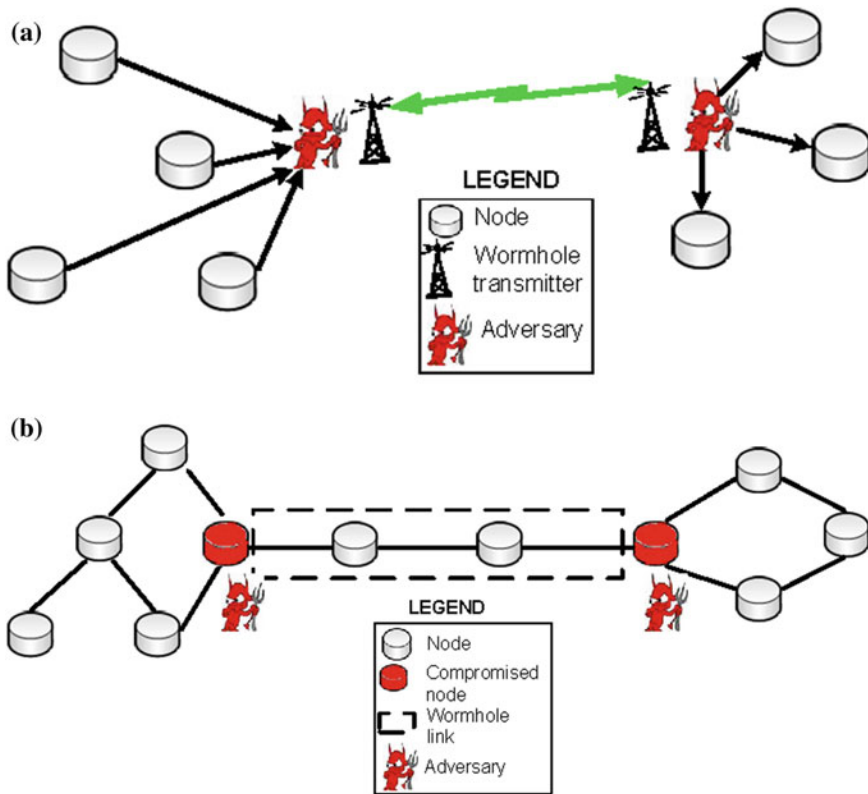 (a)
LEGEND
Node
Wormhole
transmitter
Adversary
(b)
LEGEND
Node
Compromised
node
Wormhole
link
Adversary